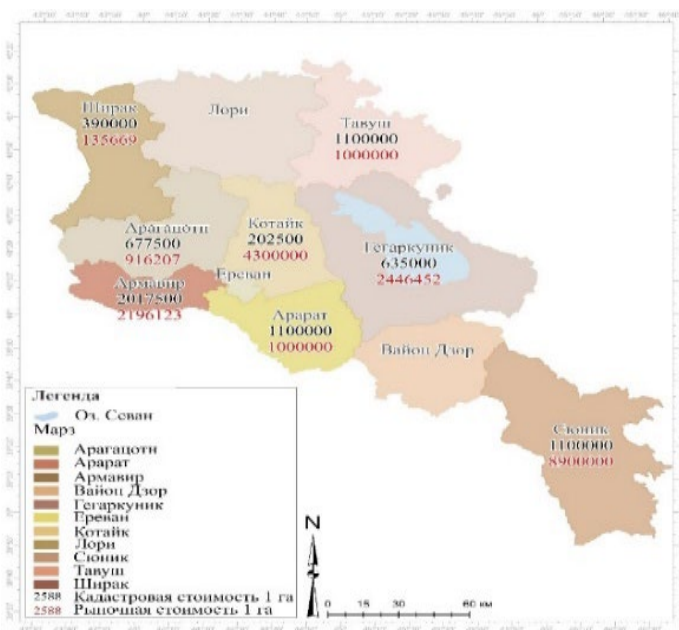 Ширак
390000
135669
Лори
Тавуш
1100000
1000000
Арагацотн
677500
916207
Котайк
202500
4300000
Гегаркуник
635000
2446452
Ереван
Армавир
2017500
2196123
Арарат
1100000
1000000
Вайоц Дзор
Сюник
1100000
8900000
Легенда
Оз. Севан
Марз
Арагацотн
Арарат
Армавир
Вайоц Дзор
Гегаркуник
Ереван
Котайк
Лори
Сюник
Тавуш
Ширак
2588 Кадастровая стоимость 1 га
2588 Рыночная стоимость 1 га
N
0 15 30 60 км